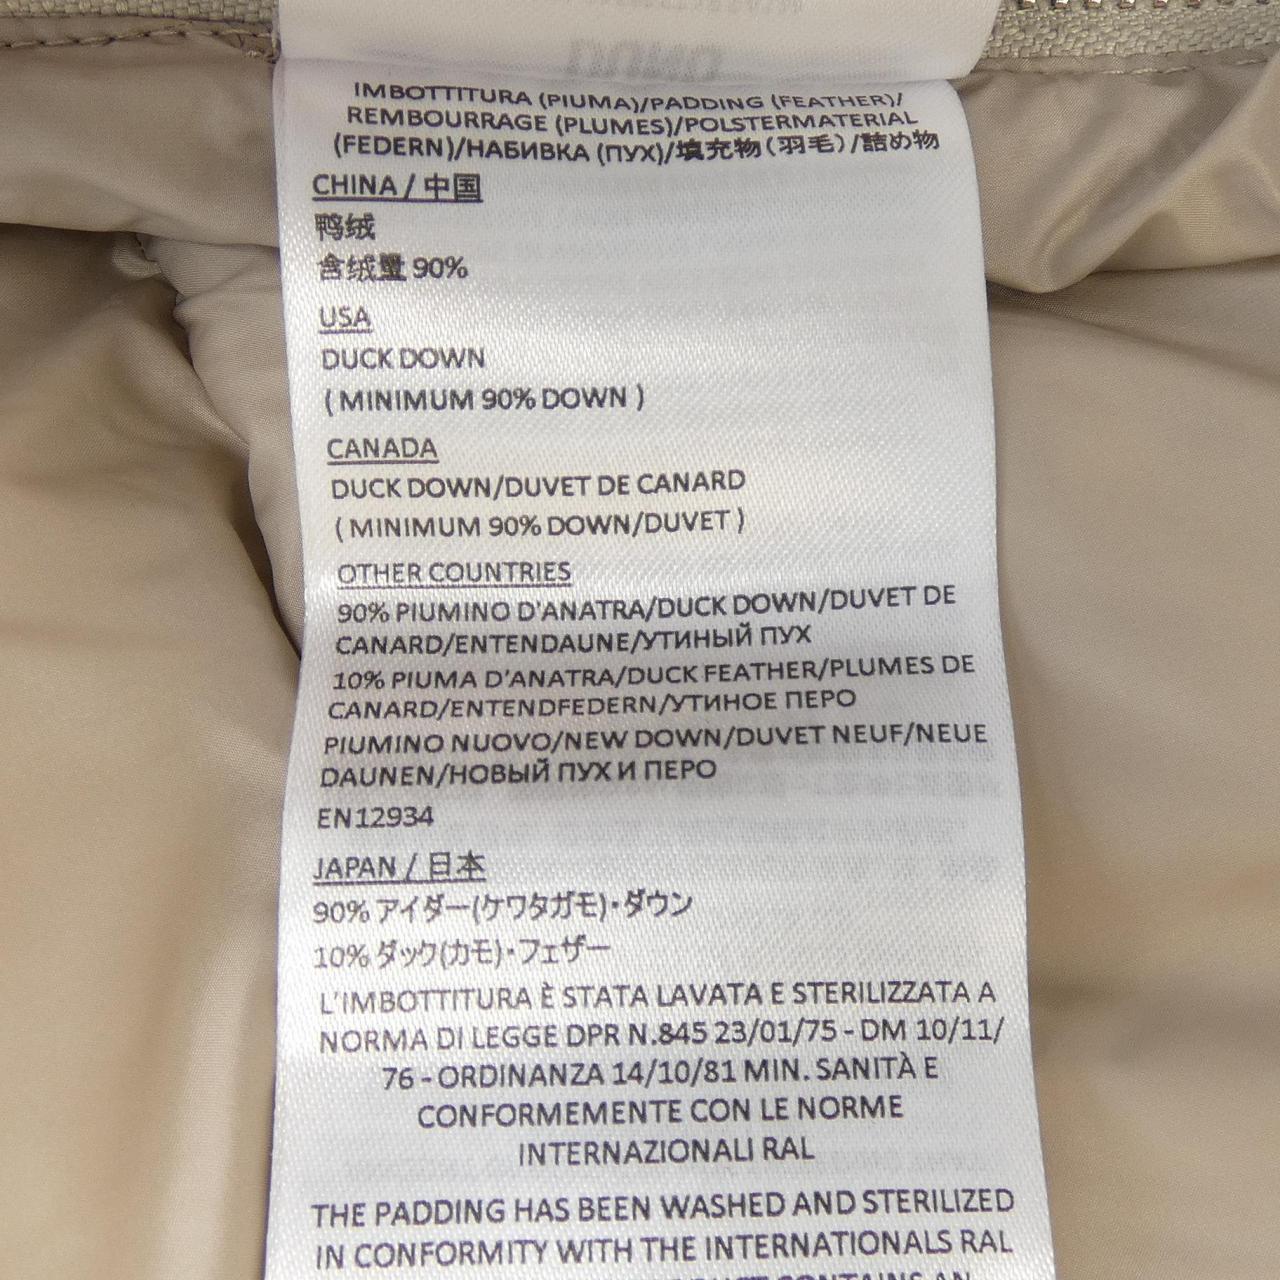 IMBOTTITURA (PIUMA)/PADDING (FEATHER)/
REMBOURRAGE (PLUMES)/POLSTERMATERIAL
(FEDERN)/НАБИВКА (ПУХ)/填充物(羽毛)/詰め物
CHINA / 中国
鸭绒
含绒量 90%
USA
DUCK DOWN
( MINIMUM 90% DOWN )
CANADA
DUCK DOWN/DUVET DE CANARD
( MINIMUM 90% DOWN/DUVET )
OTHER COUNTRIES
90% PIUMINO D'ANATRA/DUCK DOWN/DUVET DE
CANARD/ENTENDAUNE/УТИНЫЙ ПУХ
10% PIUMA D'ANATRA/DUCK FEATHER/PLUMES DE
CANARD/ENTENDFEDERN/УТИНОЕ ПЕРО
PIUMINO NUOVO/NEW DOWN/DUVET NEUF/NEUE
DAUNEN/НОВЫЙ ПУХ И ПЕРО
EN12934
JAPAN / 日本
90% アイダー(ケワタガモ)・ダウン
10% ダック(カモ)・フェザー
L'IMBOTTITURA È STATA LAVATA E STERILIZZATA A
NORMA DI LEGGE DPR N.845 23/01/75 - DM 10/11/
76 - ORDINANZA 14/10/81 MIN. SANITÀ E
CONFORMEMENTE CON LE NORME
INTERNAZIONALI RAL
THE PADDING HAS BEEN WASHED AND STERILIZED
IN CONFORMITY WITH THE INTERNATIONALS RAL
CONTAINS AN